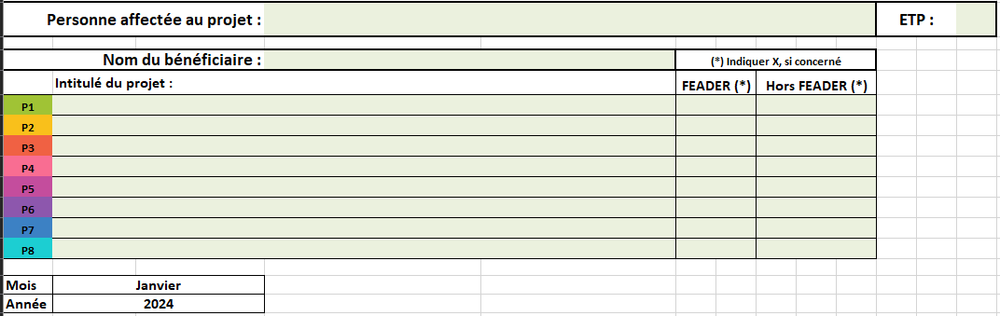 Personne affectée au projet : ETP :
Nom du bénéficiaire : (*) Indiquer X, si concerné
Intitulé du projet : FEADER (*) Hors FEADER (*)
P1
P2
P3
P4
P5
P6
P7
P8
Mois Janvier
Année 2024